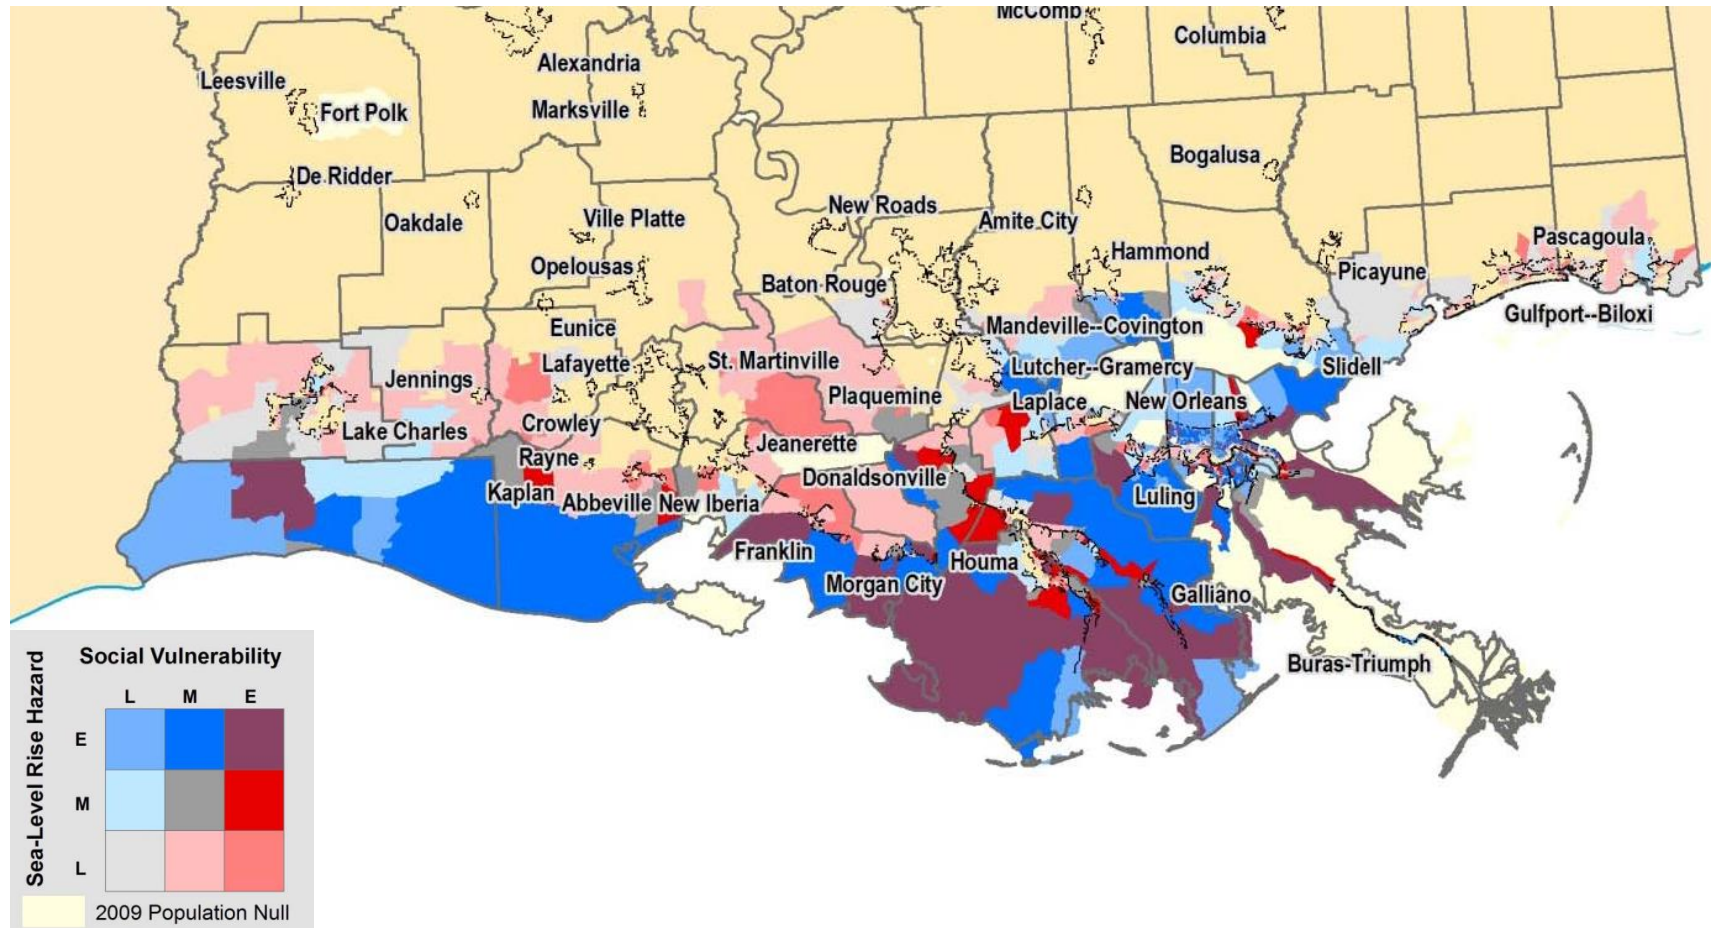 McComb
Columbia
Alexandria
Leesville
Marksville
Fort Polk
Bogalusa
De Ridder
New Roads
Ville Platte
Amite City
Oakdale
Pascagoula
Hammond
Opelousas
Picayune
Baton Rouge
Gulfport--Biloxi
Eunice
Mandeville--Covington
Lafayette
St. Martinville
Lutcher--Gramercy
Slidell
Jennings
Plaquemine
Laplace
New Orleans
Crowley
Lake Charles
Jeanerette
Rayne
Donaldsonville
Kaplan
Abbeville
New Iberia
Luling
Franklin
Houma
Morgan City
Galliano
Buras-Triumph
Social Vulnerability
L M E
Sea-Level Rise Hazard
E
M
L
2009 Population Null